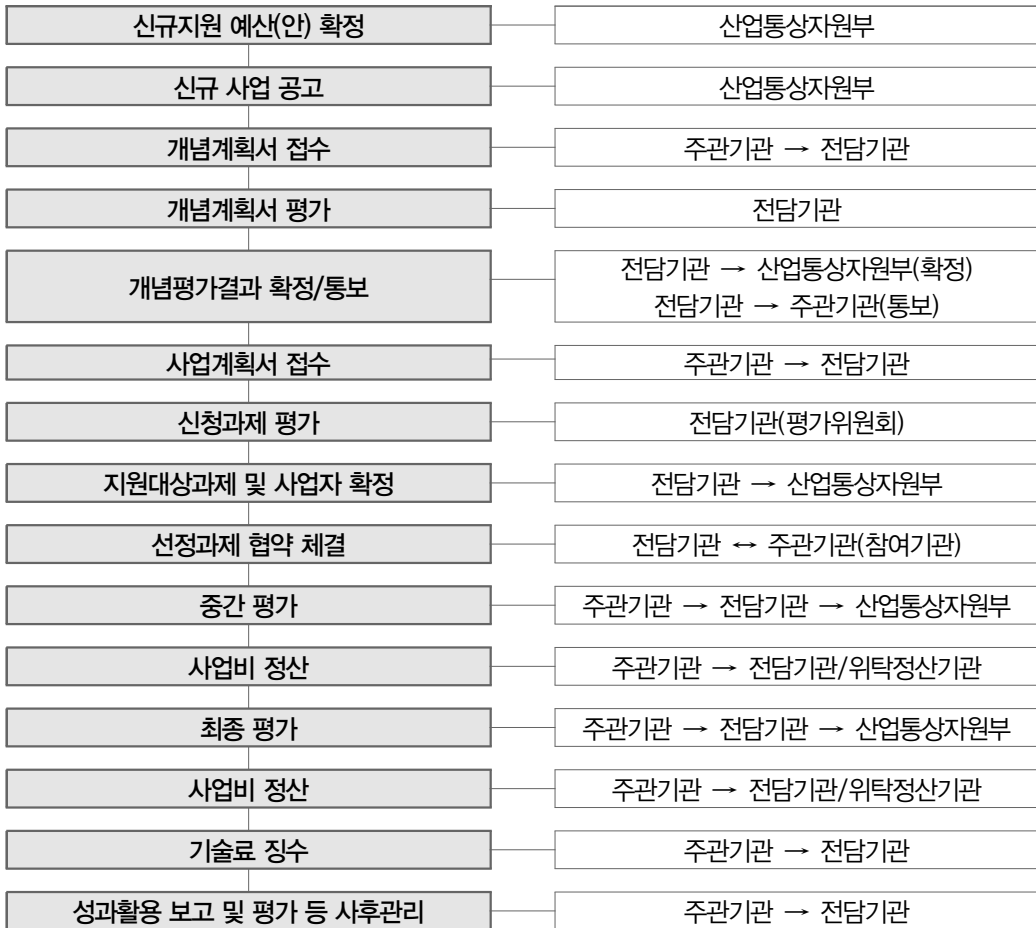 신규지원 예산(안) 확정
산업통상자원부
신규 사업 공고
산업통상자원부
개념계획서 접수
주관기관 → 전담기관
개념계획서 평가
전담기관
개념평가결과 확정/통보
전담기관 → 산업통상자원부(확정)
전담기관 → 주관기관(통보)
사업계획서 접수
주관기관 → 전담기관
신청과제 평가
전담기관(평가위원회)
지원대상과제 및 사업자 확정
전담기관 → 산업통상자원부
선정과제 협약 체결
전담기관 ↔ 주관기관(참여기관)
중간 평가
주관기관 → 전담기관 → 산업통상자원부
사업비 정산
주관기관 → 전담기관/위탁정산기관
최종 평가
주관기관 → 전담기관 → 산업통상자원부
사업비 정산
주관기관 → 전담기관/위탁정산기관
기술료 징수
주관기관 → 전담기관
성과활용 보고 및 평가 등 사후관리
주관기관 → 전담기관